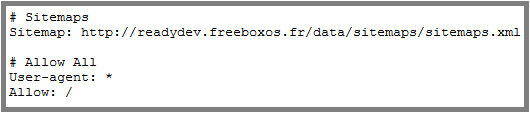 # Sitemaps
Sitemap: http://readydev.freeboxos.fr/data/sitemaps/sitemaps.xml

# Allow All
User-agent: *
Allow: /